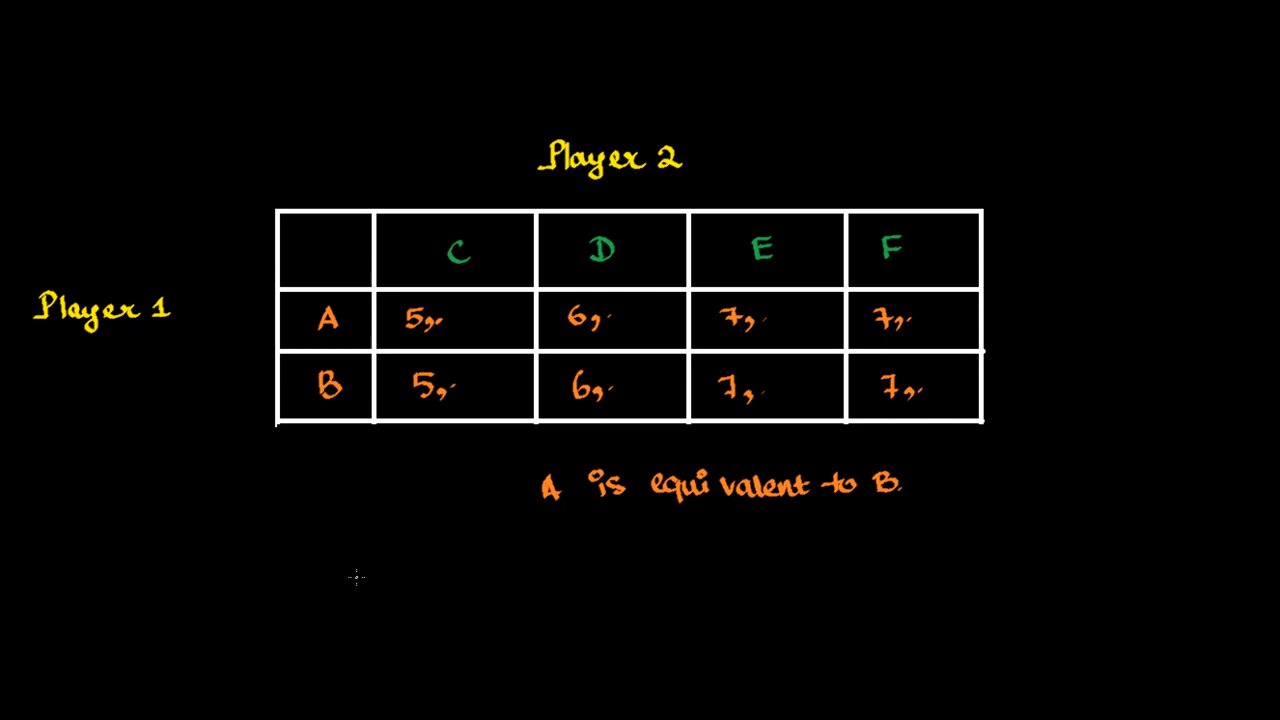 Player 2
C D E F
Player 1
A 5,. 6,. 7,. 7,.
B 5,. 6,. 7,. 7,.
A is equivalent to B.